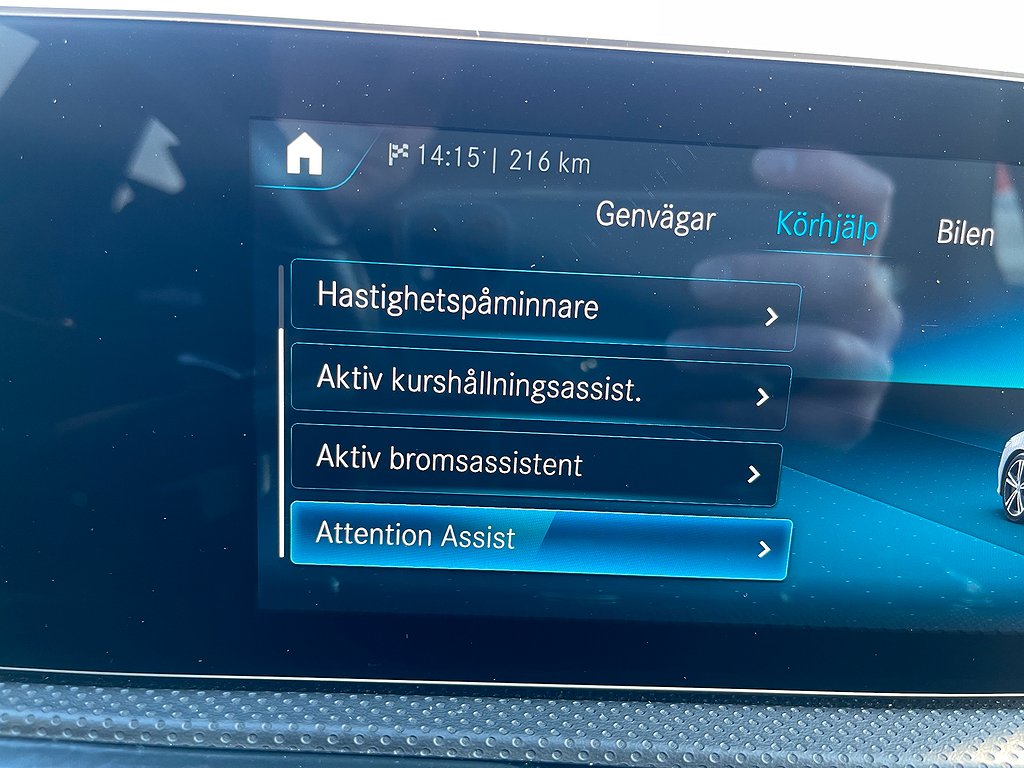 14:15 | 216 km
Genvägar Körhjälp Bilen
Hastighetspåminnare
Aktiv kurshållningsassist.
Aktiv bromsassistent
Attention Assist